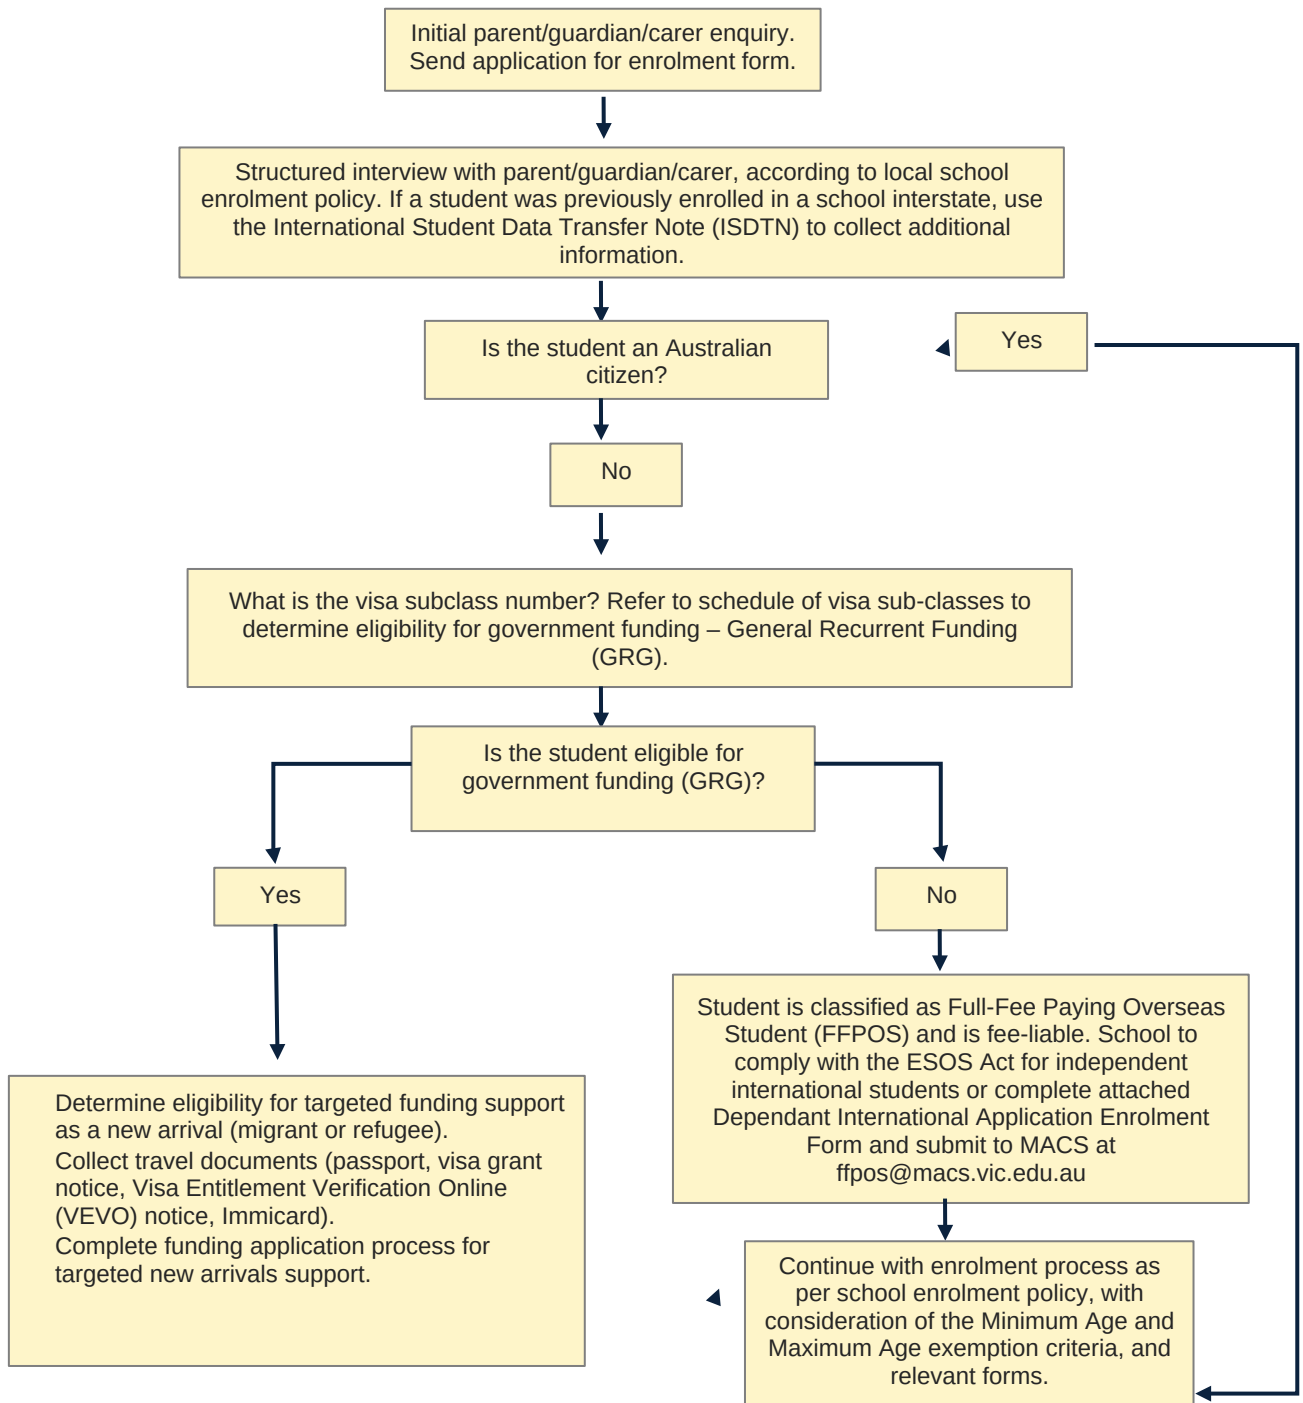 Initial parent/guardian/carer enquiry.
Send application for enrolment form.
Structured interview with parent/guardian/carer, according to local school
enrolment policy. If a student was previously enrolled in a school interstate, use
the International Student Data Transfer Note (ISDTN) to collect additional
information.
Is the student an Australian
citizen?
Yes
No
What is the visa subclass number? Refer to schedule of visa sub-classes to
determine eligibility for government funding – General Recurrent Funding
(GRG).
Is the student eligible for
government funding (GRG)?
Yes
No
Student is classified as Full-Fee Paying Overseas
Student (FFPOS) and is fee-liable. School to
comply with the ESOS Act for independent
international students or complete attached
Dependant International Application Enrolment
Form and submit to MACS at
ffpos@macs.vic.edu.au
Determine eligibility for targeted funding support
as a new arrival (migrant or refugee).
Collect travel documents (passport, visa grant
notice, Visa Entitlement Verification Online
(VEVO) notice, Immicard).
Complete funding application process for
targeted new arrivals support.
Continue with enrolment process as
per school enrolment policy, with
consideration of the Minimum Age and
Maximum Age exemption criteria, and
relevant forms.